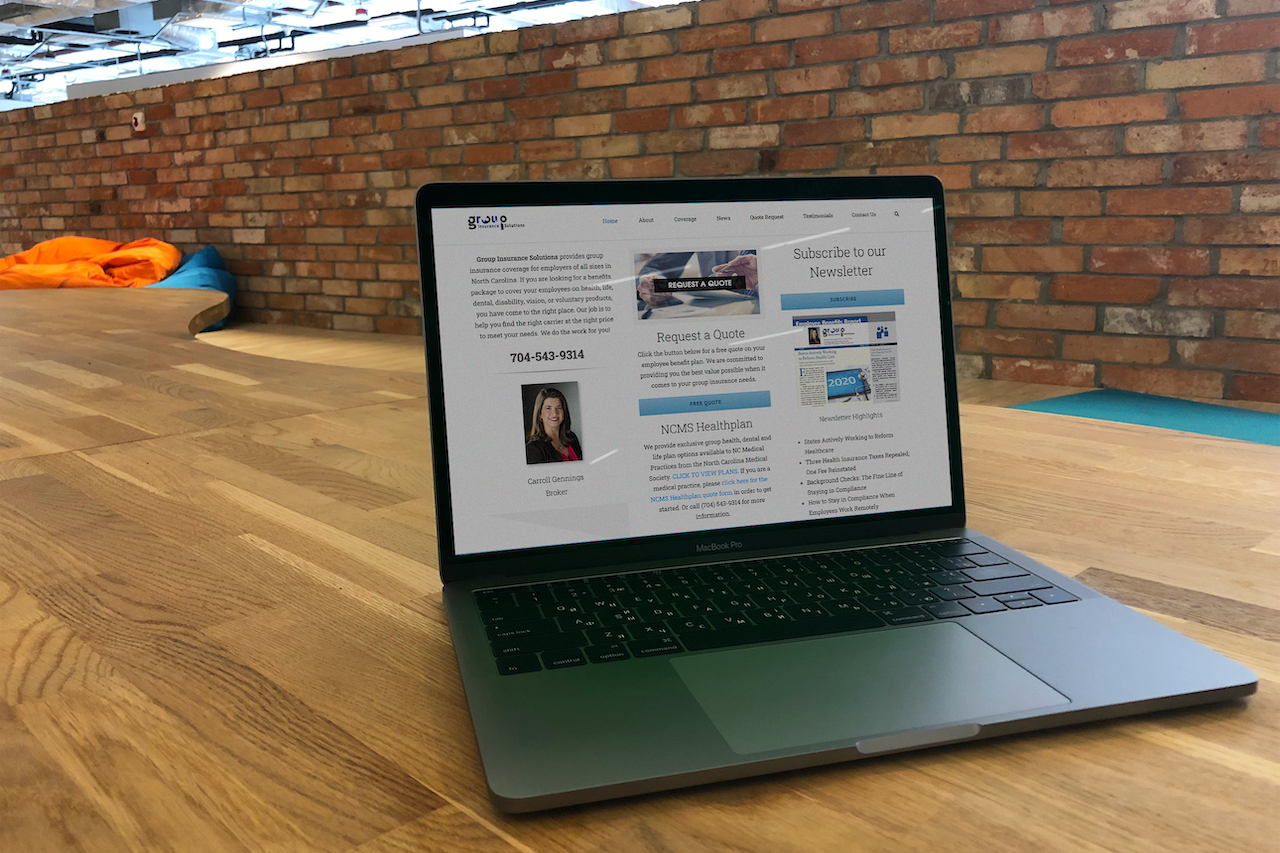 group
Insurance Solutions
Home About Coverage News Quote Request Testimonials Contact Us
Group Insurance Solutions provides group
insurance coverage for employers of all sizes in
North Carolina. If you are looking for a benefits
package to cover your employees on health, life,
dental, disability, vision, or voluntary products,
you have come to the right place. Our job is to
help you find the right carrier at the right price
to meet your needs. We do the work for you!
704-543-9314
Carroll Gennings
Broker
REQUEST A QUOTE
Request a Quote
Click the button below for a free quote on your
employee benefit plan. We are committed to
providing you the best value possible when it
comes to your group insurance needs.
FREE QUOTE
NCMS Healthplan
We provide exclusive group health, dental and
life plan options available to NC Medical
Practices from the North Carolina Medical
Society. CLICK TO VIEW PLANS. If you are a
medical practice, please click here for the
NCMS Healthplan quote form in order to get
started. Or call (704) 543-9314 for more
information.
Subscribe to our
Newsletter
SUBSCRIBE
Employee Benefits Report
group
States Actively Working
to Reform Health Care
2020
Newsletter Highlights
• States Actively Working to Reform
Healthcare
• Three Health Insurance Taxes Repealed;
One Fee Reinstated
• Background Checks: The Fine Line of
Staying in Compliance
• How to Stay in Compliance When
Employees Work Remotely
MacBook Pro
tab
caps lock
shift
fn control option command